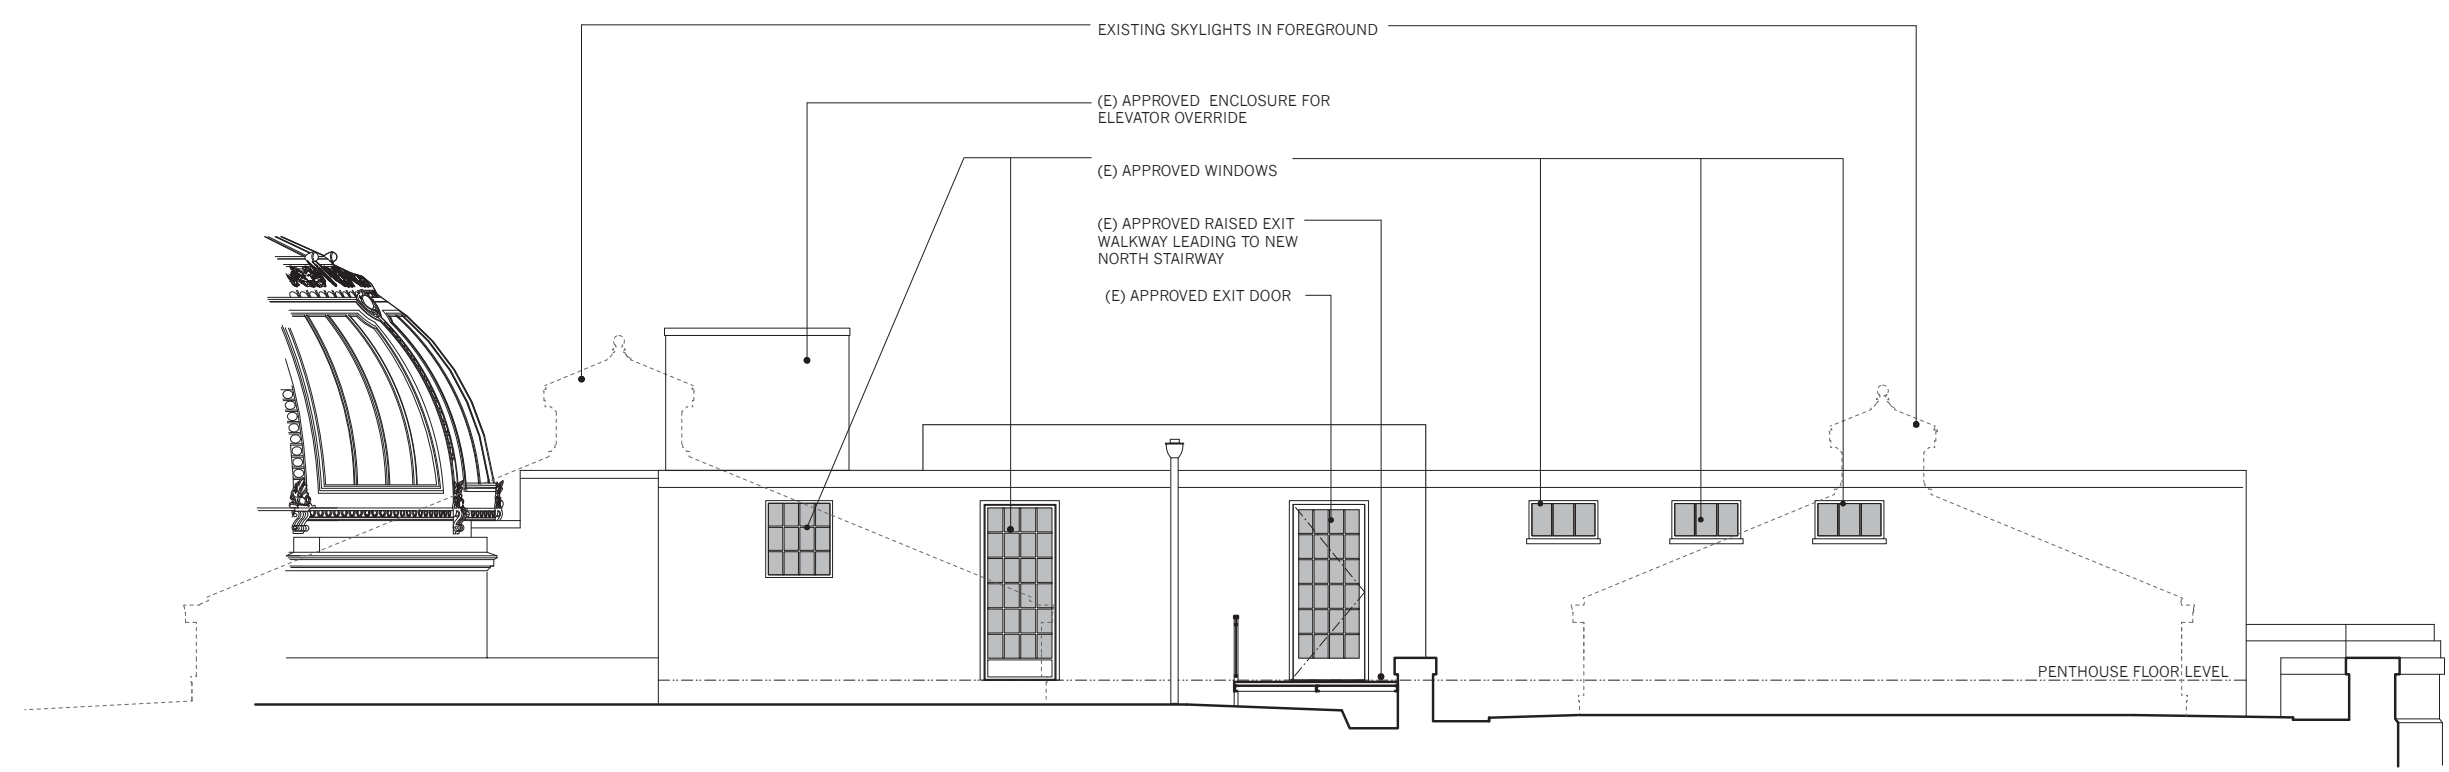 EXISTING SKYLIGHTS IN FOREGROUND
(E) APPROVED ENCLOSURE FOR
ELEVATOR OVERRIDE
(E) APPROVED WINDOWS
(E) APPROVED RAISED EXIT
WALKWAY LEADING TO NEW
NORTH STAIRWAY
(E) APPROVED EXIT DOOR
PENTHOUSE FLOOR LEVEL